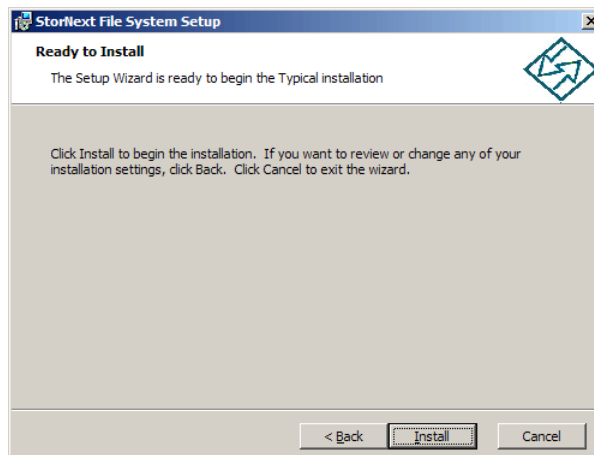 StorNext File System Setup
Ready to Install
The Setup Wizard is ready to begin the Typical installation
Click Install to begin the installation.  If you want to review or change any of your
installation settings, click Back.  Click Cancel to exit the wizard.
< Back Install Cancel